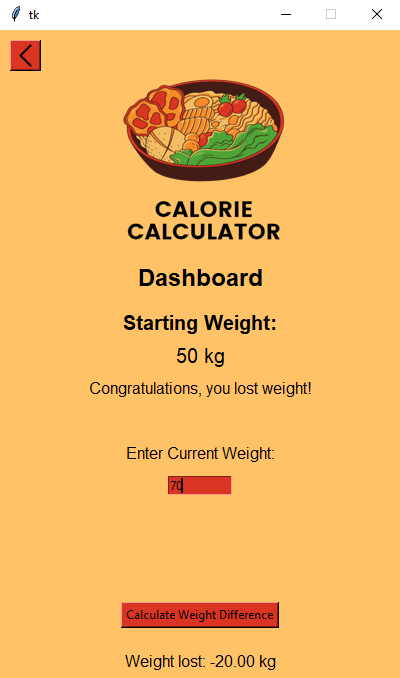 tk
CALORIE
CALCULATOR
Dashboard
Starting Weight:
50 kg
Congratulations, you lost weight!
Enter Current Weight:
70
Calculate Weight Difference
Weight lost: -20.00 kg